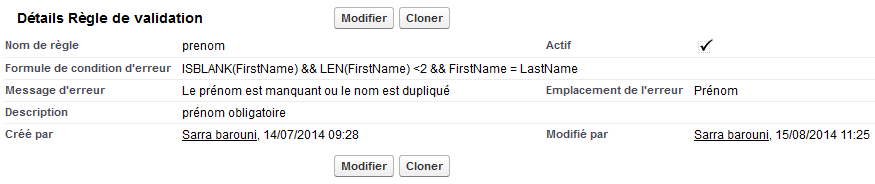 Détails Règle de validation Modifier Cloner
Nom de règle prenom Actif ✓
Formule de condition d'erreur ISBLANK(FirstName) && LEN(FirstName) <2 && FirstName = LastName
Message d'erreur Le prénom est manquant ou le nom est dupliqué Emplacement de l'erreur Prénom
Description prénom obligatoire
Créé par Sarra barouni, 14/07/2014 09:28 Modifié par Sarra barouni, 15/08/2014 11:25
Modifier Cloner